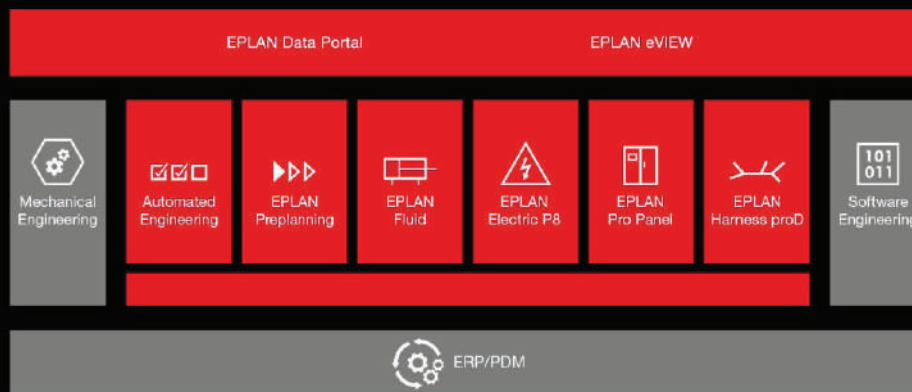 EPLAN Data Portal
EPLAN eVIEW
Mechanical
Engineering
Automated
Engineering
EPLAN
Preplanning
EPLAN
Fluid
EPLAN
Electric P8
EPLAN
Pro Panel
EPLAN
Harness proD
101
011
Software
Engineering
ERP/PDM